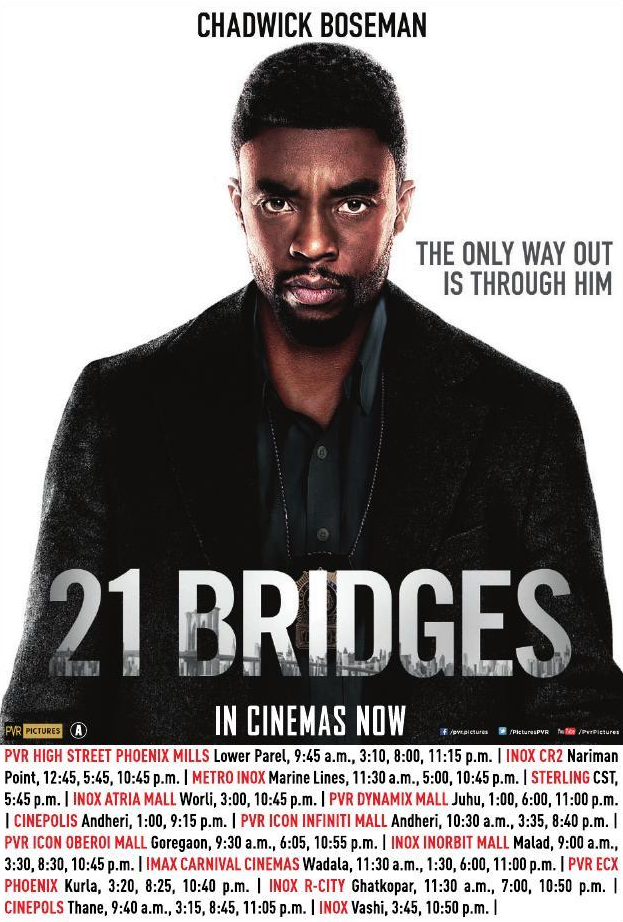 CHADWICK BOSEMAN
THE ONLY WAY OUT
IS THROUGH HIM
21 BRIDGES
IN CINEMAS NOW
PVR PICTURES A
/pvr.pictures /PicturesPVR YouTube /PvrPictures
PVR HIGH STREET PHOENIX MILLS Lower Parel, 9:45 a.m., 3:10, 8:00, 11:15 p.m. | INOX CR2 Nariman
Point, 12:45, 5:45, 10:45 p.m. | METRO INOX Marine Lines, 11:30 a.m., 5:00, 10:45 p.m. | STERLING CST,
5:45 p.m. | INOX ATRIA MALL Worli, 3:00, 10:45 p.m. | PVR DYNAMIX MALL Juhu, 1:00, 6:00, 11:00 p.m.
| CINEPOLIS Andheri, 1:00, 9:15 p.m. | PVR ICON INFINITI MALL Andheri, 10:30 a.m., 3:35, 8:40 p.m. |
PVR ICON OBEROI MALL Goregaon, 9:30 a.m., 6:05, 10:55 p.m. | INOX INORBIT MALL Malad, 9:00 a.m.,
3:30, 8:30, 10:45 p.m. | IMAX CARNIVAL CINEMAS Wadala, 11:30 a.m., 1:30, 6:00, 11:00 p.m. | PVR ECX
PHOENIX Kurla, 3:20, 8:25, 10:40 p.m. | INOX R-CITY Ghatkopar, 11:30 a.m., 7:00, 10:50 p.m. |
CINEPOLS Thane, 9:40 a.m., 3:15, 8:45, 11:05 p.m. | INOX Vashi, 3:45, 10:50 p.m. |